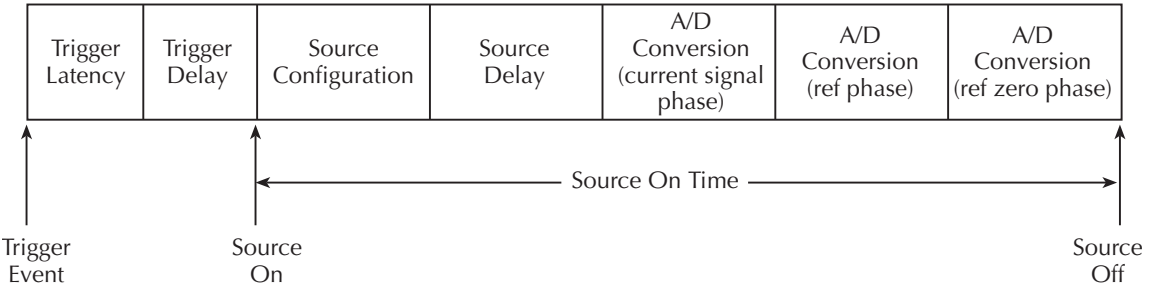 Trigger
Latency
Trigger
Delay
Source
Configuration
Source
Delay
A/D
Conversion
(current signal
phase)
A/D
Conversion
(ref phase)
A/D
Conversion
(ref zero phase)
Source On Time
Trigger
Event
Source
On
Source
Off